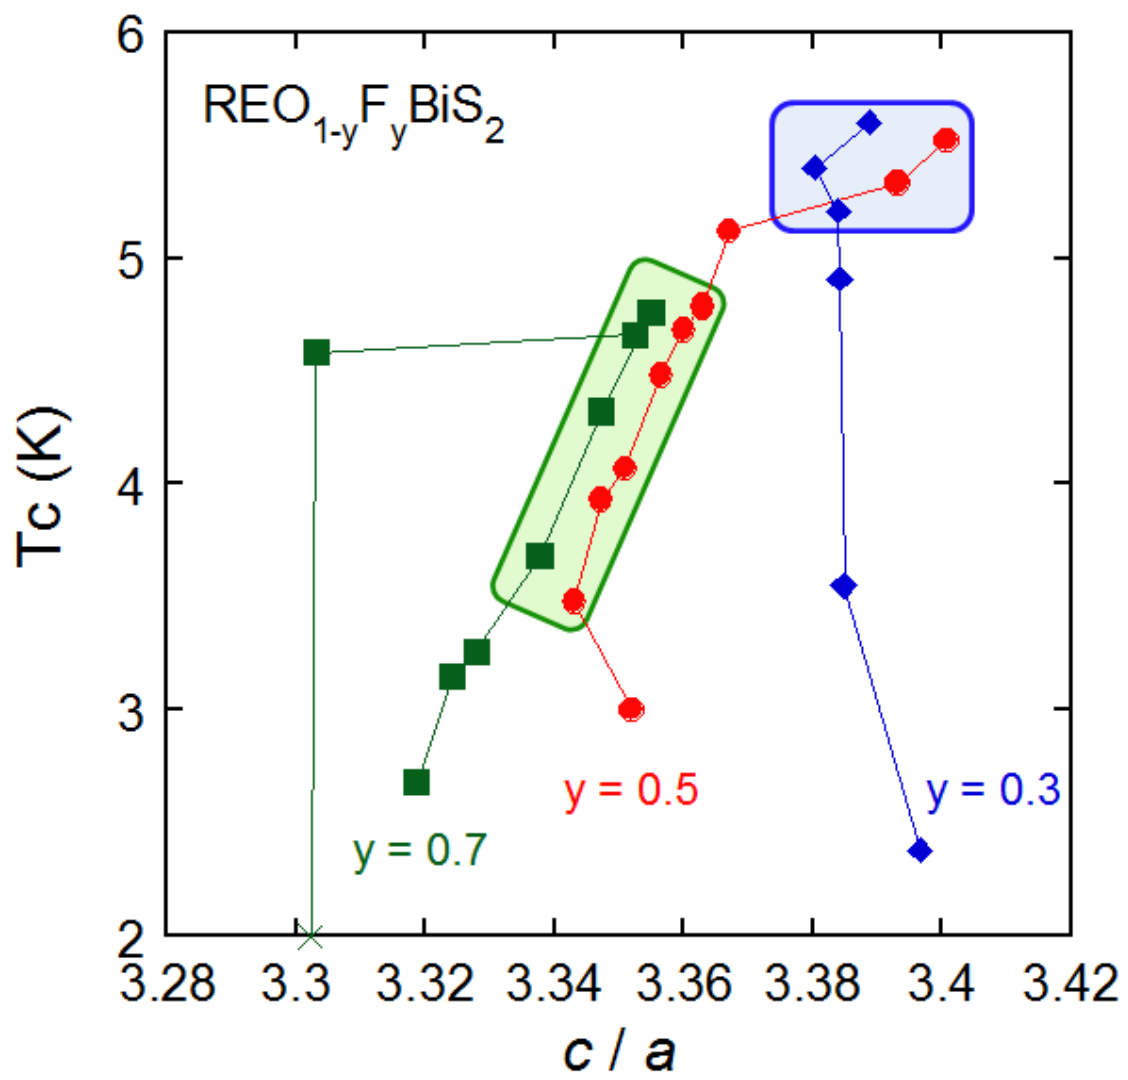 6
REO1-yFyBiS2
5
4
Tc (K)
3
y = 0.5
y = 0.3
y = 0.7
2
3.28 3.3 3.32 3.34 3.36 3.38 3.4 3.42
c / a